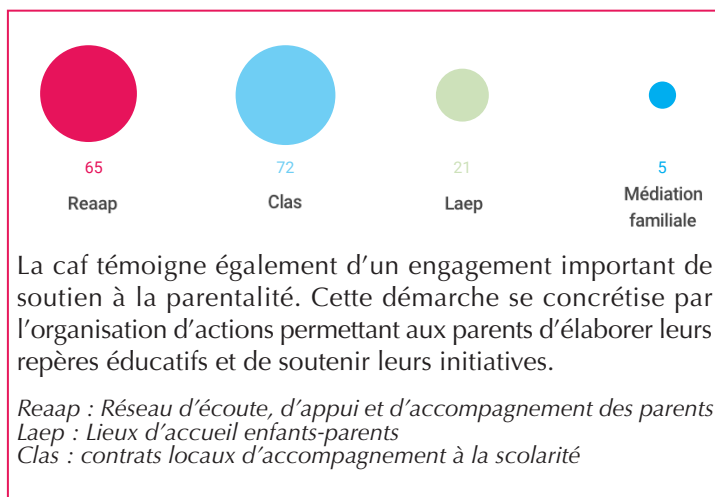 65
72
21
5
Reaap
Clas
Laep
Médiation
familiale
La caf témoigne également d'un engagement important de
soutien à la parentalité. Cette démarche se concrétise par
l'organisation d'actions permettant aux parents d'élaborer leurs
repères éducatifs et de soutenir leurs initiatives.
Reaap : Réseau d'écoute, d'appui et d'accompagnement des parents
Laep : Lieux d'accueil enfants-parents
Clas : contrats locaux d'accompagnement à la scolarité